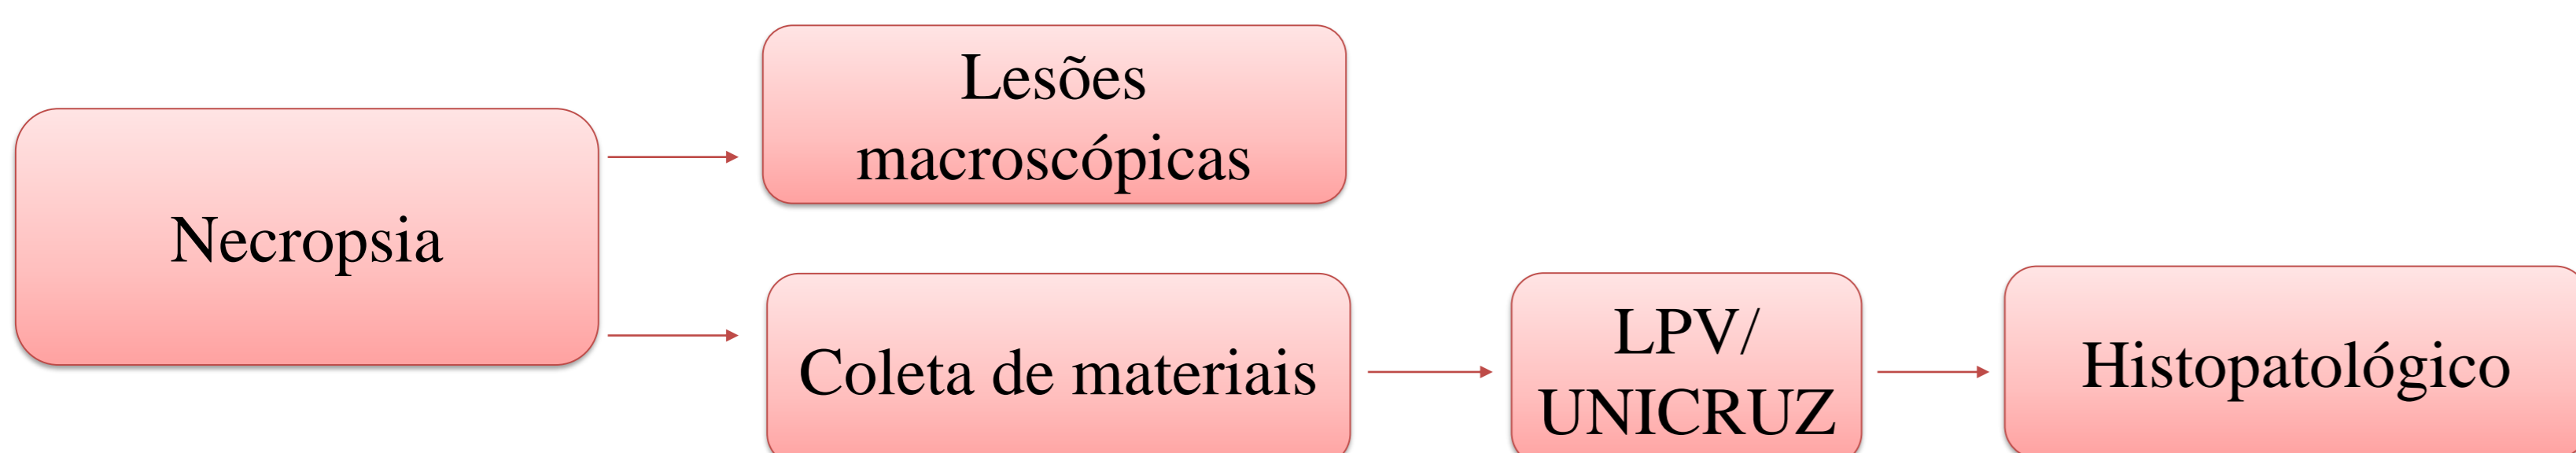 Necropsia
Lesões
macroscópicas
Coleta de materiais
LPV/
UNICRUZ
Histopatológico